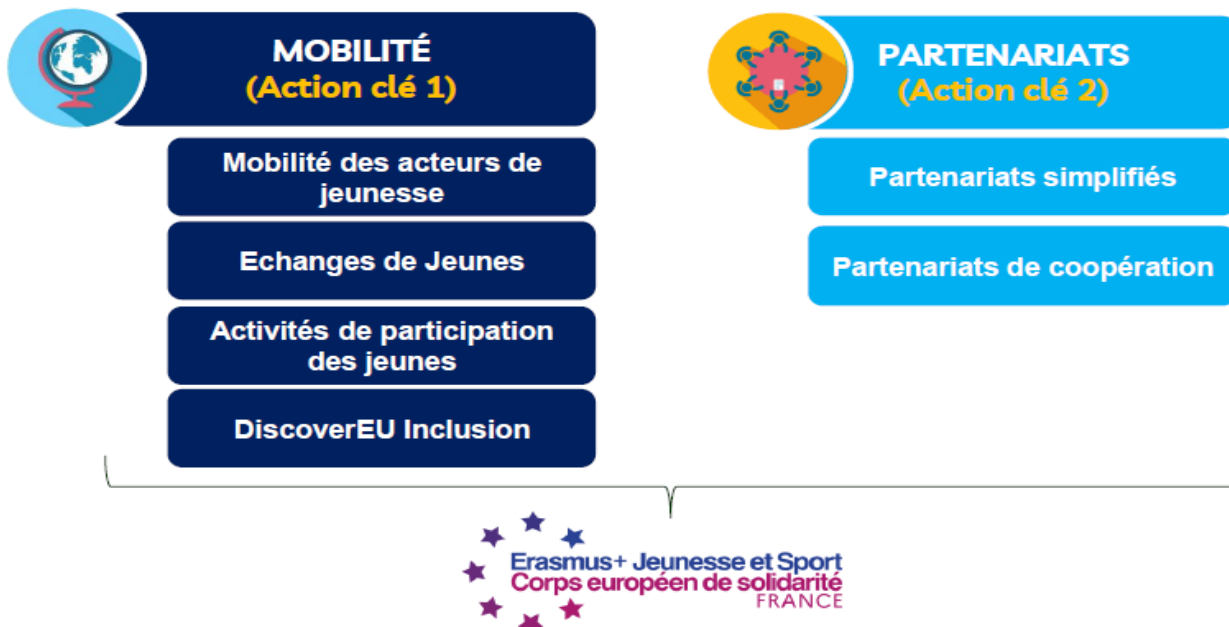 MOBILITÉ
(Action clé 1)
Mobilité des acteurs de
jeunesse
Echanges de Jeunes
Activités de participation
des jeunes
DiscoverEU Inclusion
PARTENARIATS
(Action clé 2)
Partenariats simplifiés
Partenariats de coopération
Erasmus+ Jeunesse et Sport
Corps européen de solidarité
FRANCE